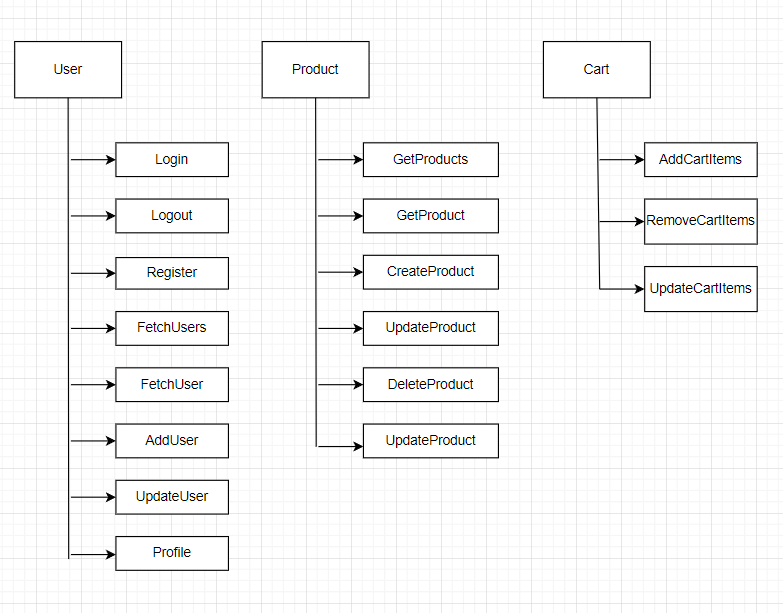 User
Login
Logout
Register
FetchUsers
FetchUser
AddUser
UpdateUser
Profile
Product
GetProducts
GetProduct
CreateProduct
UpdateProduct
DeleteProduct
UpdateProduct
Cart
AddCartItems
RemoveCartItems
UpdateCartItems